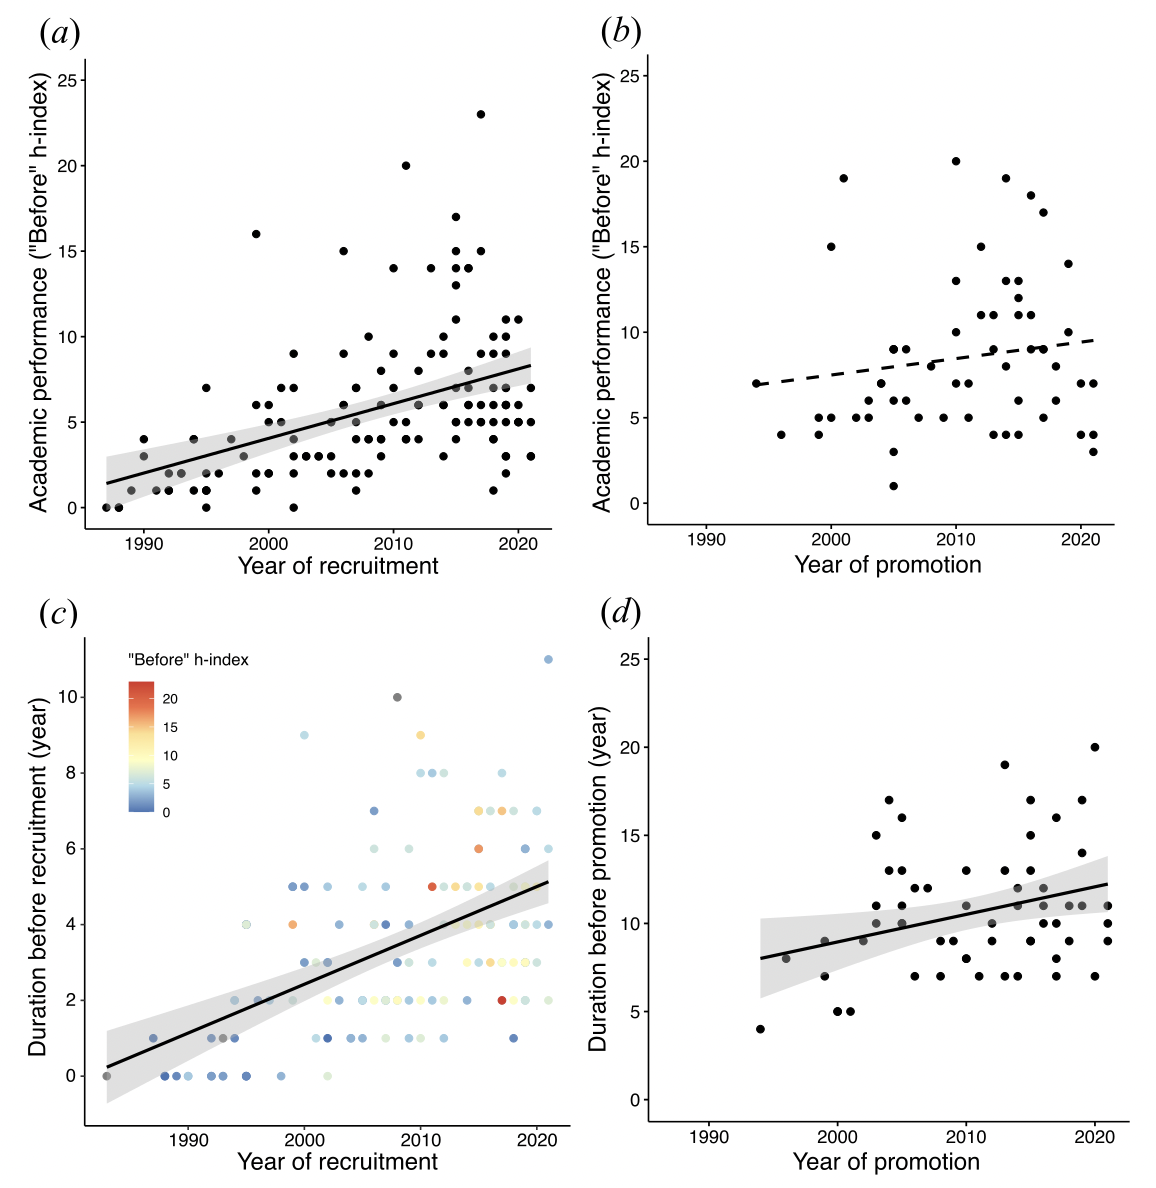 (a)
Academic performance ("Before" h-index)
25
20
15
10
5
0
1990 2000 2010 2020
Year of recruitment
(b)
Academic performance ("Before" h-index)
25
20
15
10
5
0
1990 2000 2010 2020
Year of promotion
(c)
Duration before recruitment (year)
"Before" h-index
20
15
10
5
0
10
8
6
4
2
0
1990 2000 2010 2020
Year of recruitment
(d)
Duration before promotion (year)
25
20
15
10
5
0
1990 2000 2010 2020
Year of promotion